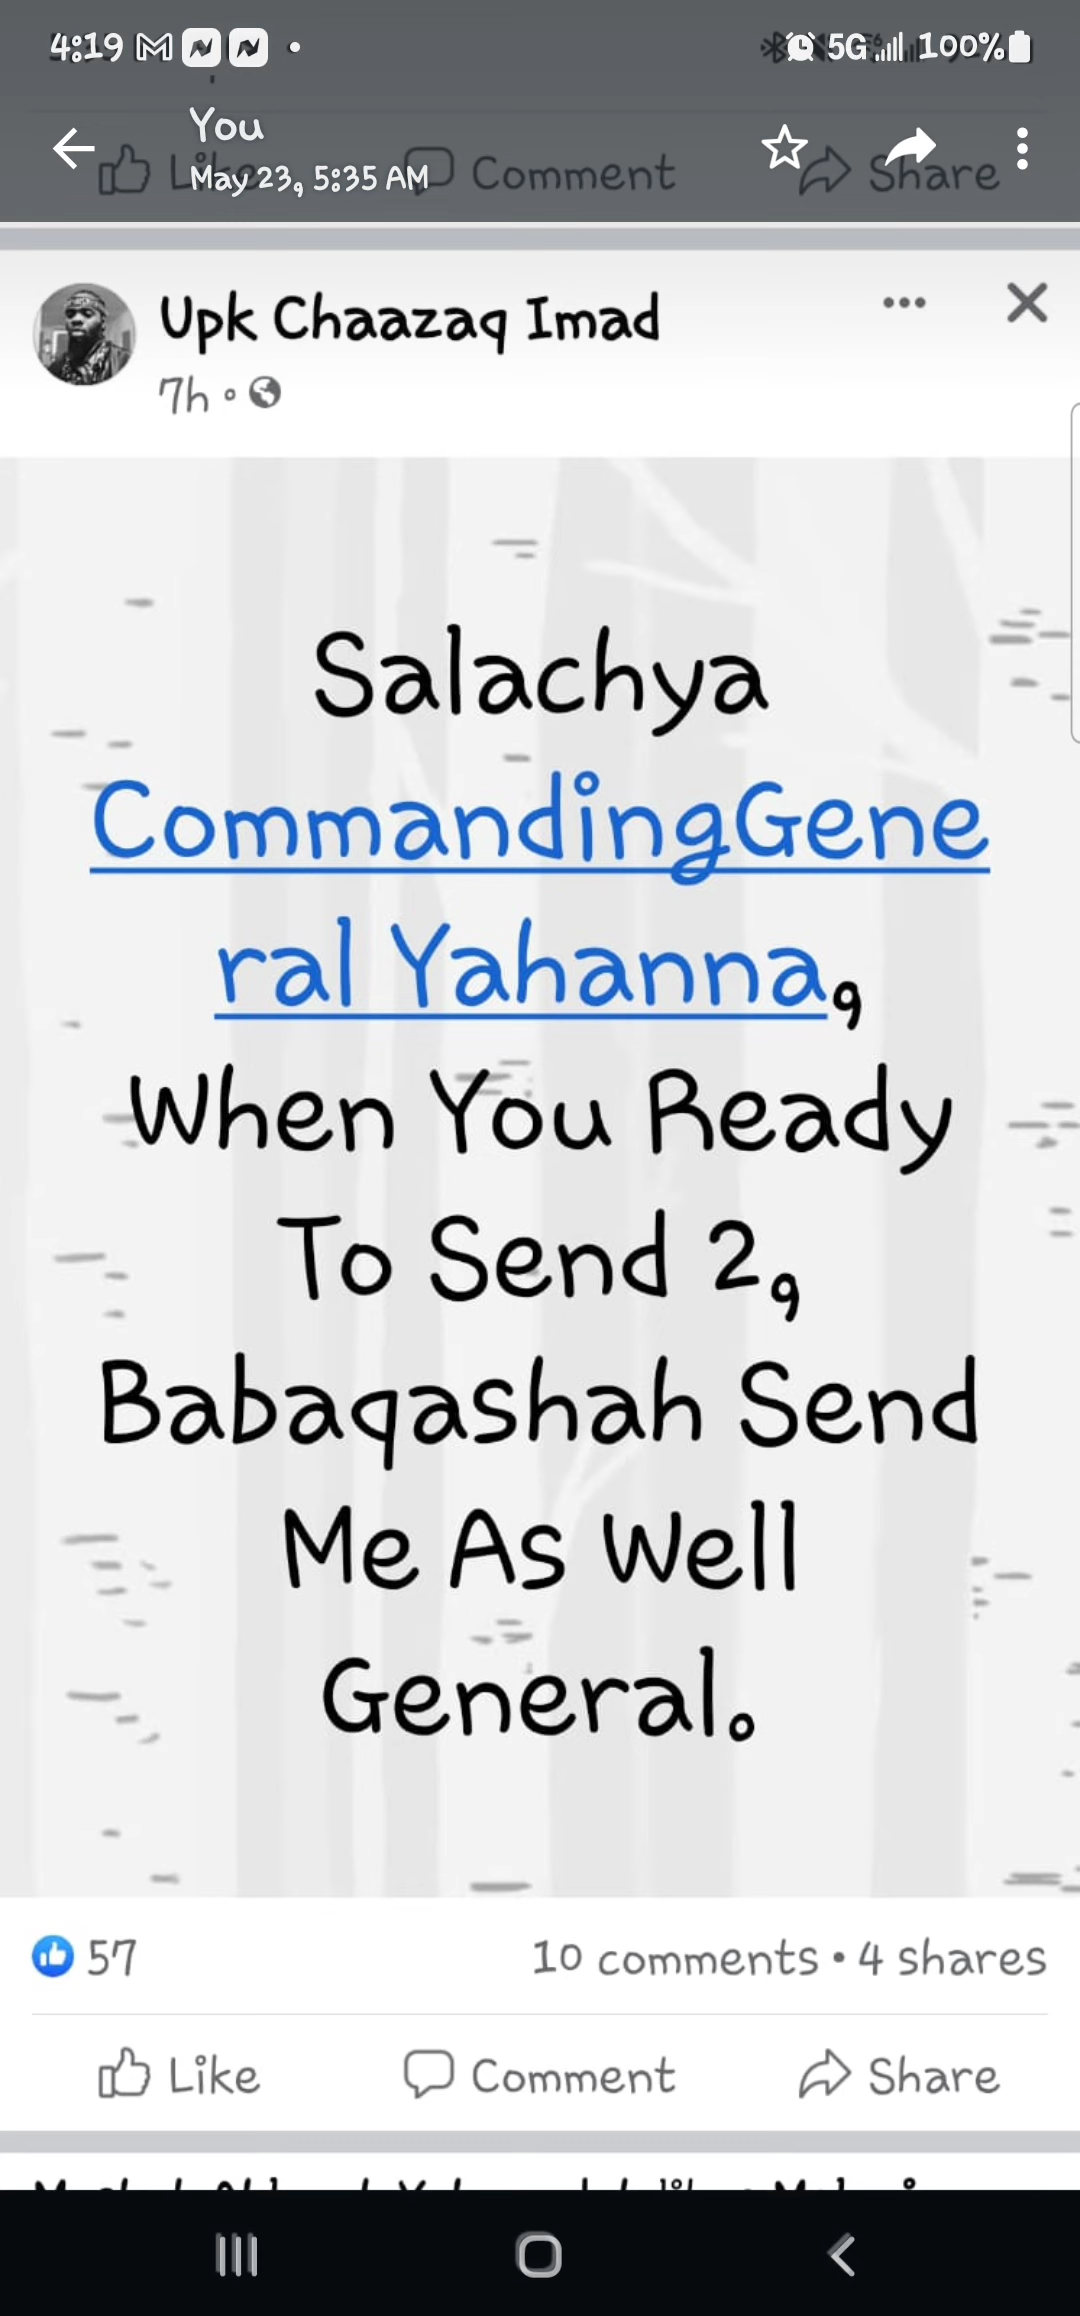 4:19
5G 100%
You
May 23, 5:35 AM
Like Comment Share
Upk Chaazaq Imad
7h
Salachya
CommandingGene
ral Yahanna,
When You Ready
To Send 2,
Babaqashah Send
Me As Well
General.
57
10 comments • 4 shares
Like Comment Share